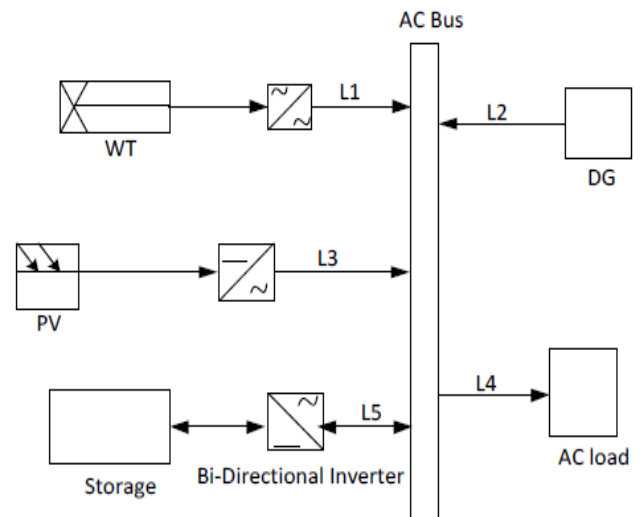 AC Bus
L1
WT
L2
DG
L3
PV
L4
AC load
L5
Bi-Directional Inverter
Storage